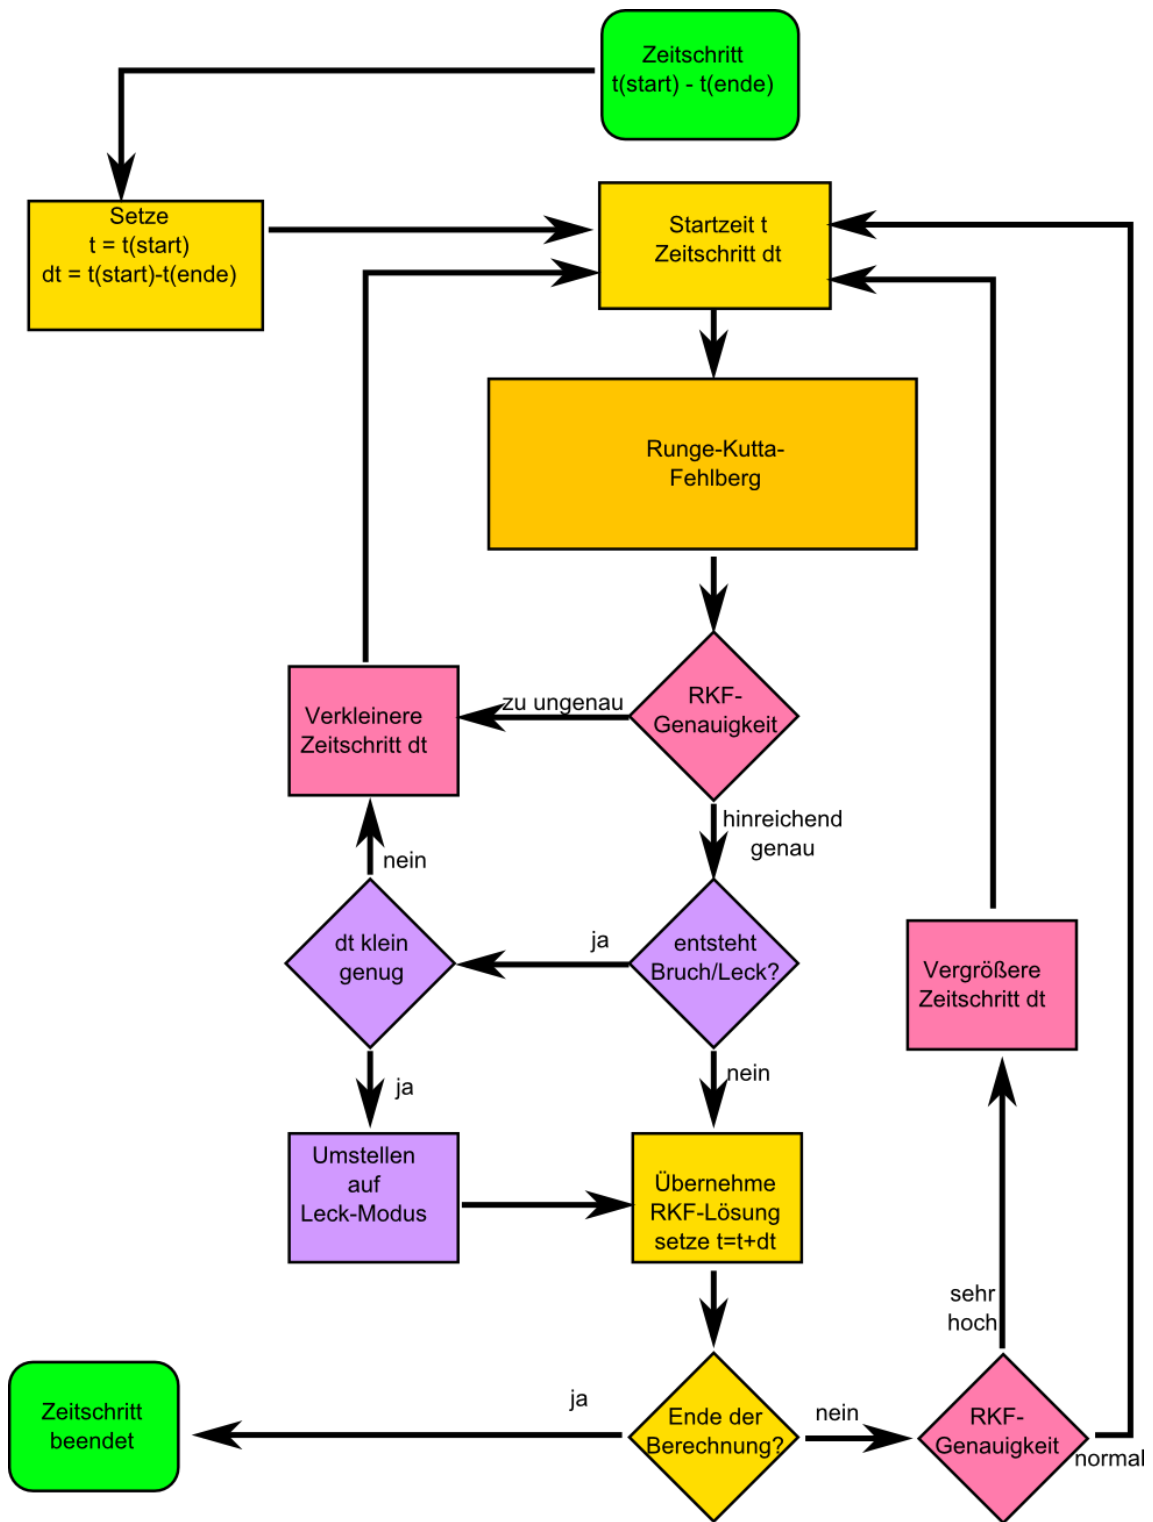 Zeitschritt
t(start) - t(ende)
Setze
t = t(start)
dt = t(start)-t(ende)
Startzeit t
Zeitschritt dt
Runge-Kutta-
Fehlberg
RKF-
Genauigkeit
zu ungenau
Verkleinere
Zeitschritt dt
hinreichend
genau
nein
dt klein
genug
ja
entsteht
Bruch/Leck?
Vergrößere
Zeitschritt dt
ja
nein
Umstellen
auf
Leck-Modus
Übernehme
RKF-Lösung
setze t=t+dt
sehr
hoch
Zeitschritt
beendet
ja
Ende der
Berechnung?
nein
RKF-
Genauigkeit
normal